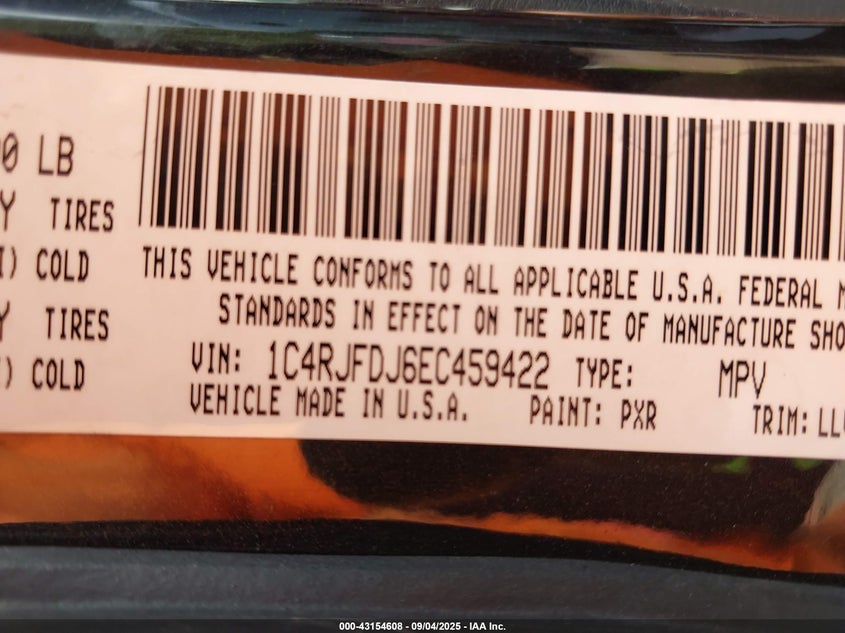 LB
TIRES
COLD
TIRES
COLD
THIS VEHICLE CONFORMS TO ALL APPLICABLE U.S.A. FEDERAL
STANDARDS IN EFFECT ON THE DATE OF MANUFACTURE
VIN: 1C4RJFDJ6EC459422 TYPE: MPV
VEHICLE MADE IN U.S.A. PAINT: PXR TRIM:
000-43154608 - 09/04/2025 - IAA Inc.